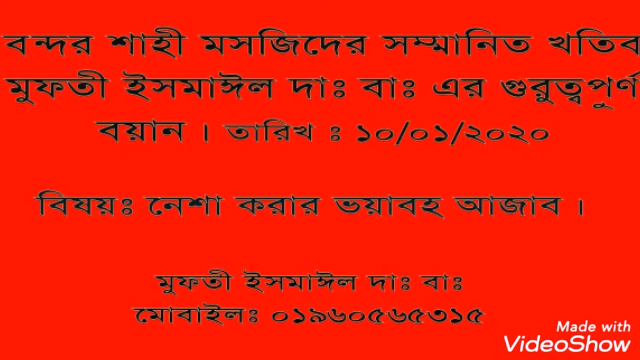 বন্দর শাহী মসজিদের সম্মানিত খতিব
মুফতী ইসমাঈল দাঃ বাঃ এর গুরুত্বপূর্ণ
বয়ান । তারিখ ঃ ১০/০১/২০২০
বিষয়ঃ নেশা করার ভয়াবহ আজাব ।
মুফতী ইসমাঈল দাঃ বাঃ
মোবাইলঃ ০১৯৬০৫৬৫৩১৫
Made with
VideoShow